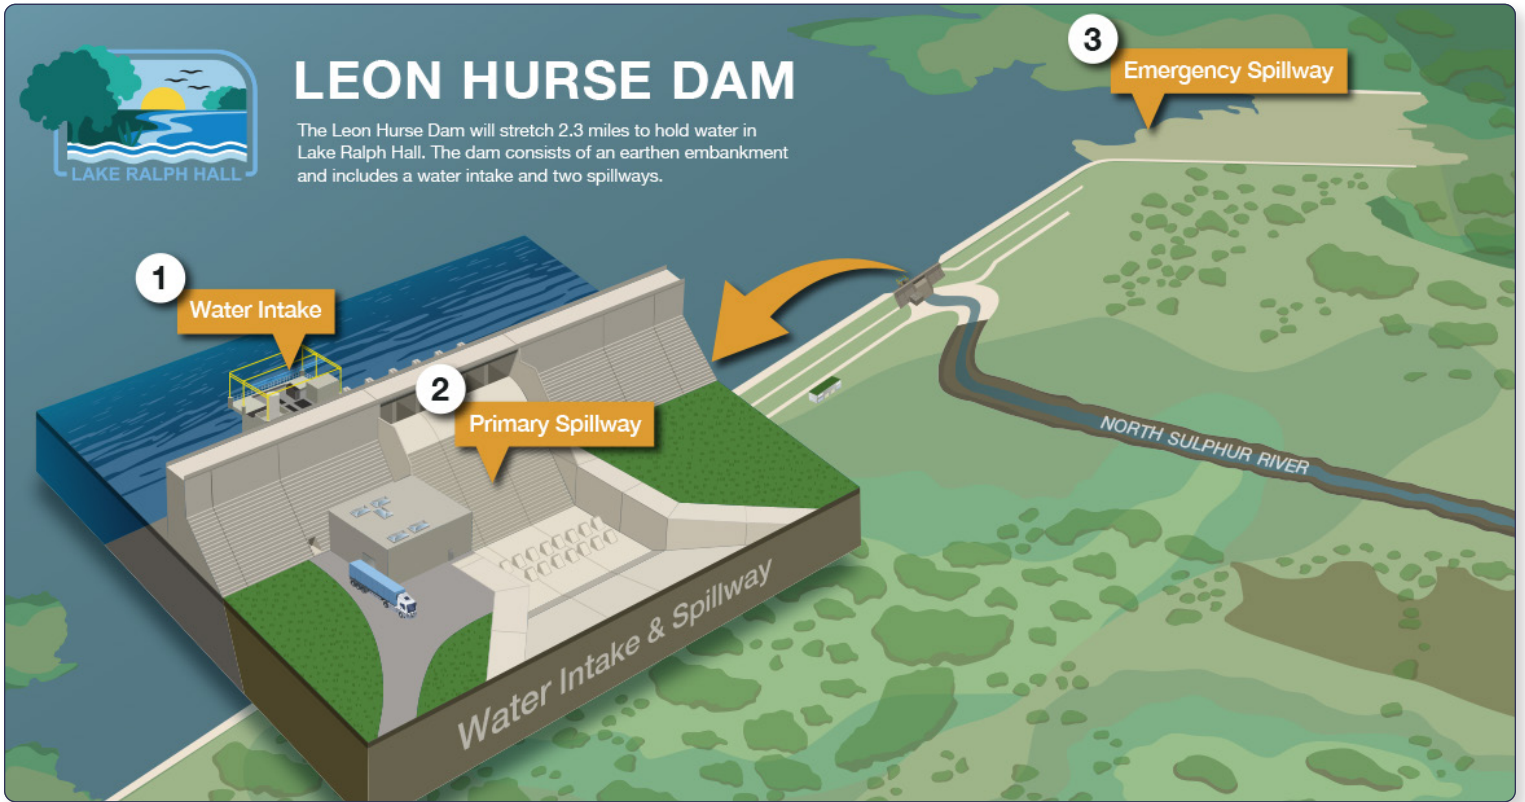 LAKE RALPH HALL
LEON HURSE DAM
The Leon Hurse Dam will stretch 2.3 miles to hold water in
Lake Ralph Hall. The dam consists of an earthen embankment
and includes a water intake and two spillways.
1
Water Intake
2
Primary Spillway
3
Emergency Spillway
NORTH SULPHUR RIVER
Water Intake & Spillway